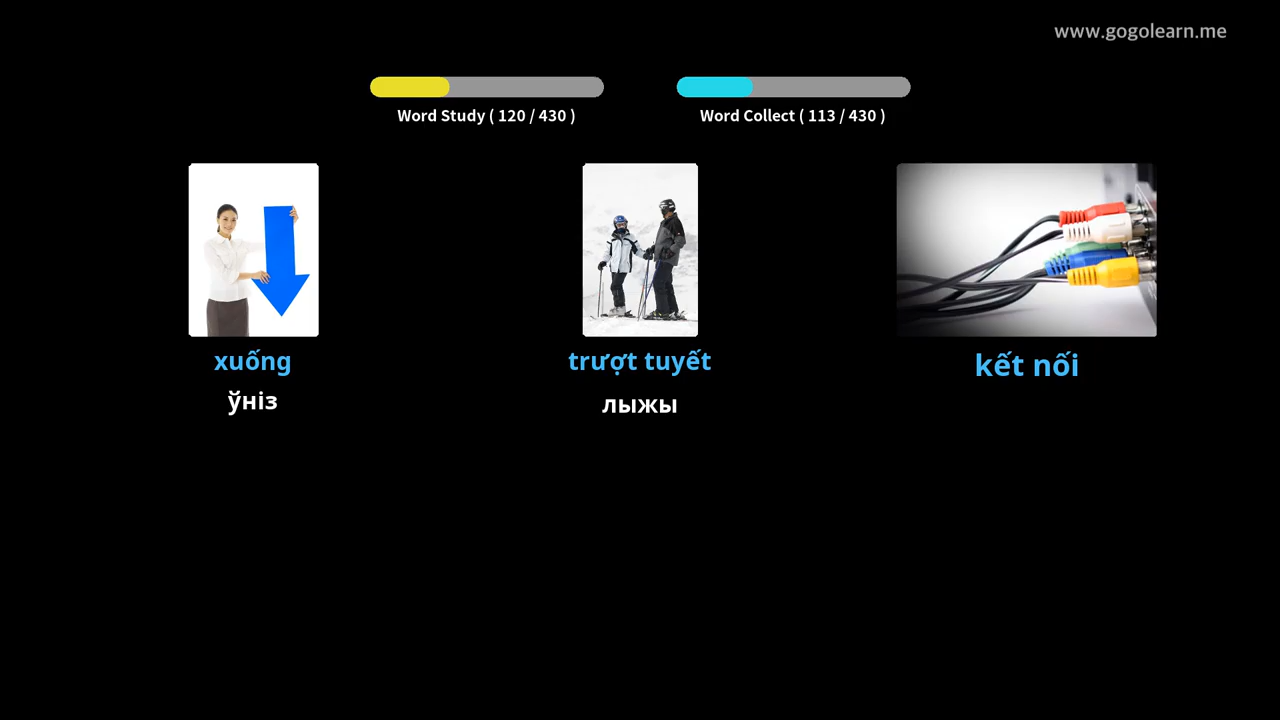 www.gogolearn.me
Word Study ( 120 / 430 )
Word Collect ( 113 / 430 )
xuống
trượt tuyết
kết nối
ўніз
лыжы